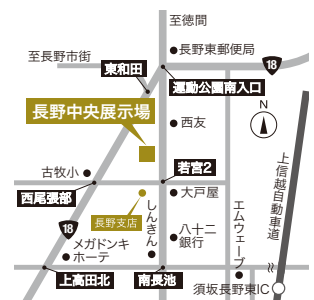 至徳間
長野東郵便局
至長野市街
18
東和田
運動公園南入口
N
長野中央展示場
西友
上信越自動車道
若宮2
古牧小
西尾張部
大戸屋
長野支店
しんきん
エムウェーブ
18
八十二
銀行
メガドンキ
ホーテ
上高田北
南長池
須坂長野東IC